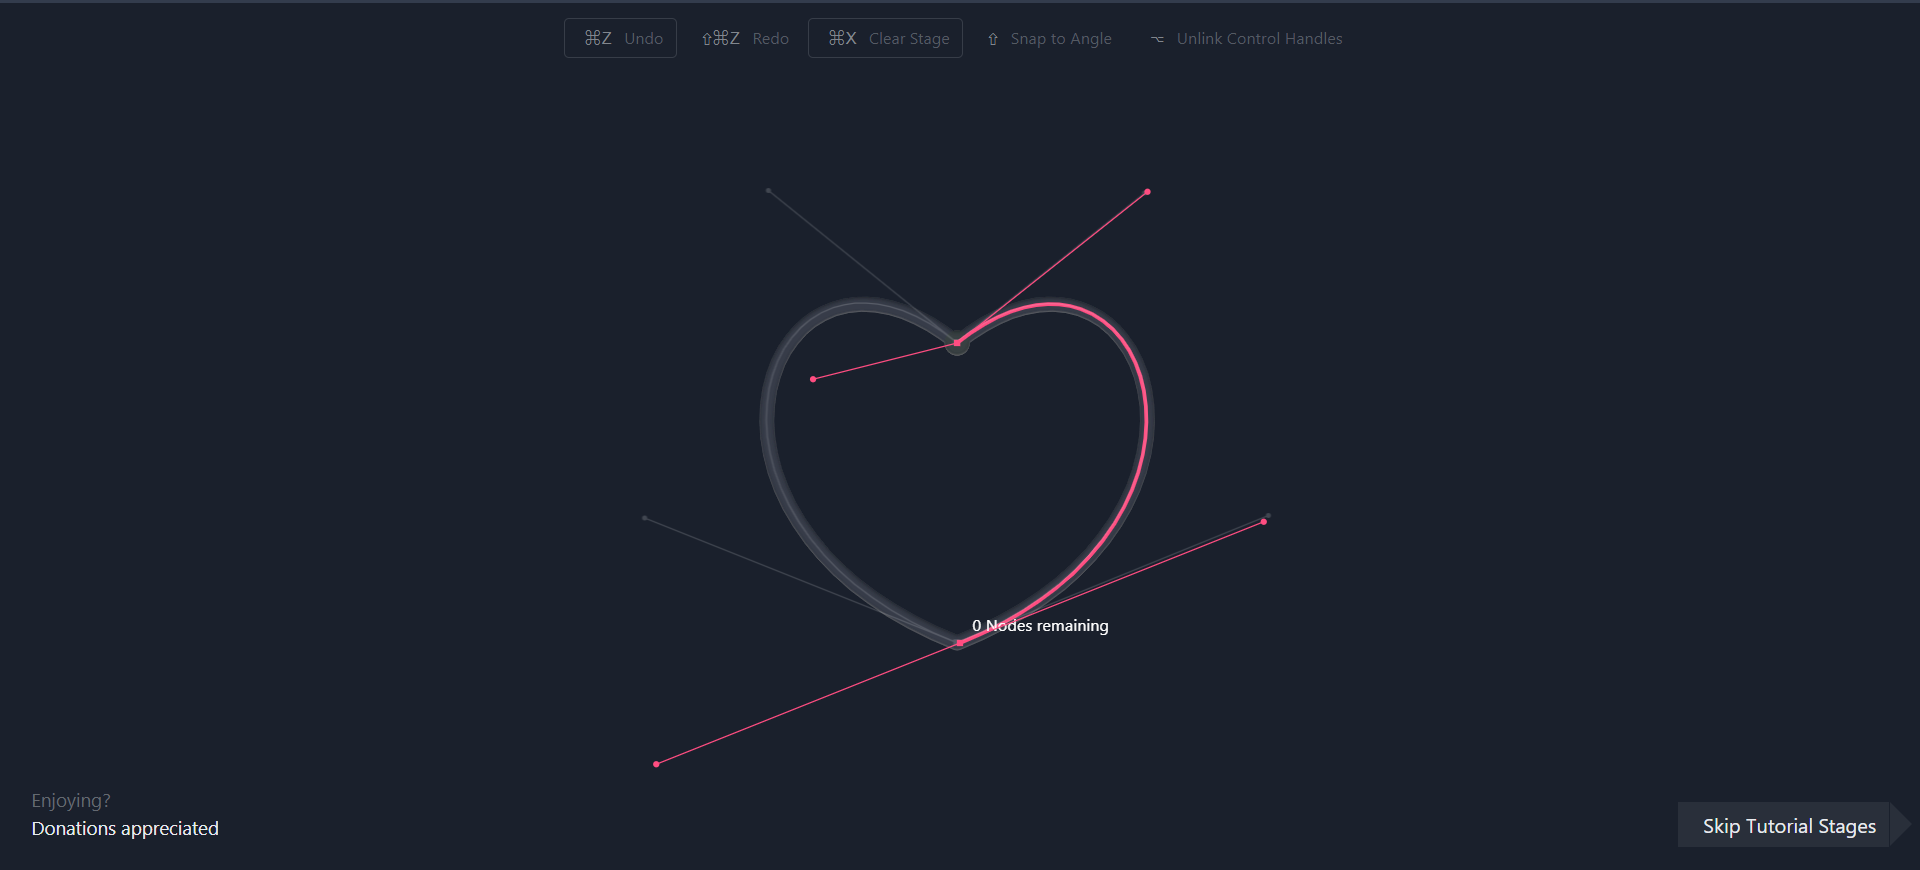 ⌘Z Undo ⇧⌘Z Redo ⌘X Clear Stage ⇧ Snap to Angle ⌥ Unlink Control Handles
0 Nodes remaining
Enjoying?
Donations appreciated
Skip Tutorial Stages